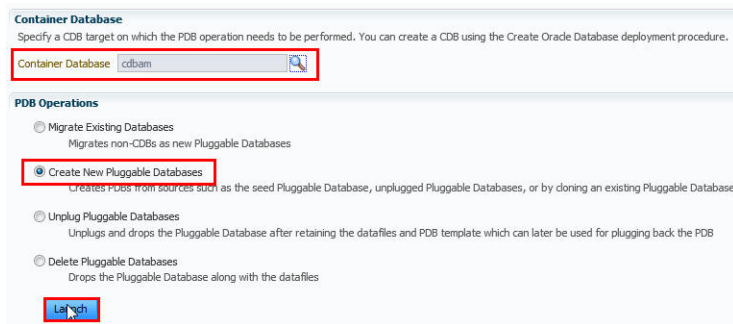 Container Database
Specify a CDB target on which the PDB operation needs to be performed. You can create a CDB using the Create Oracle Database deployment procedure.
Container Database cdbam
PDB Operations
Migrate Existing Databases
Migrates non-CDBs as new Pluggable Databases
Create New Pluggable Databases
Creates PDBs from sources such as the seed Pluggable Database, unplugged Pluggable Databases, or by cloning an existing Pluggable Database
Unplug Pluggable Databases
Unplugs and drops the Pluggable Database after retaining the datafiles and PDB template which can later be used for plugging back the PDB
Delete Pluggable Databases
Drops the Pluggable Database along with the datafiles
Launch